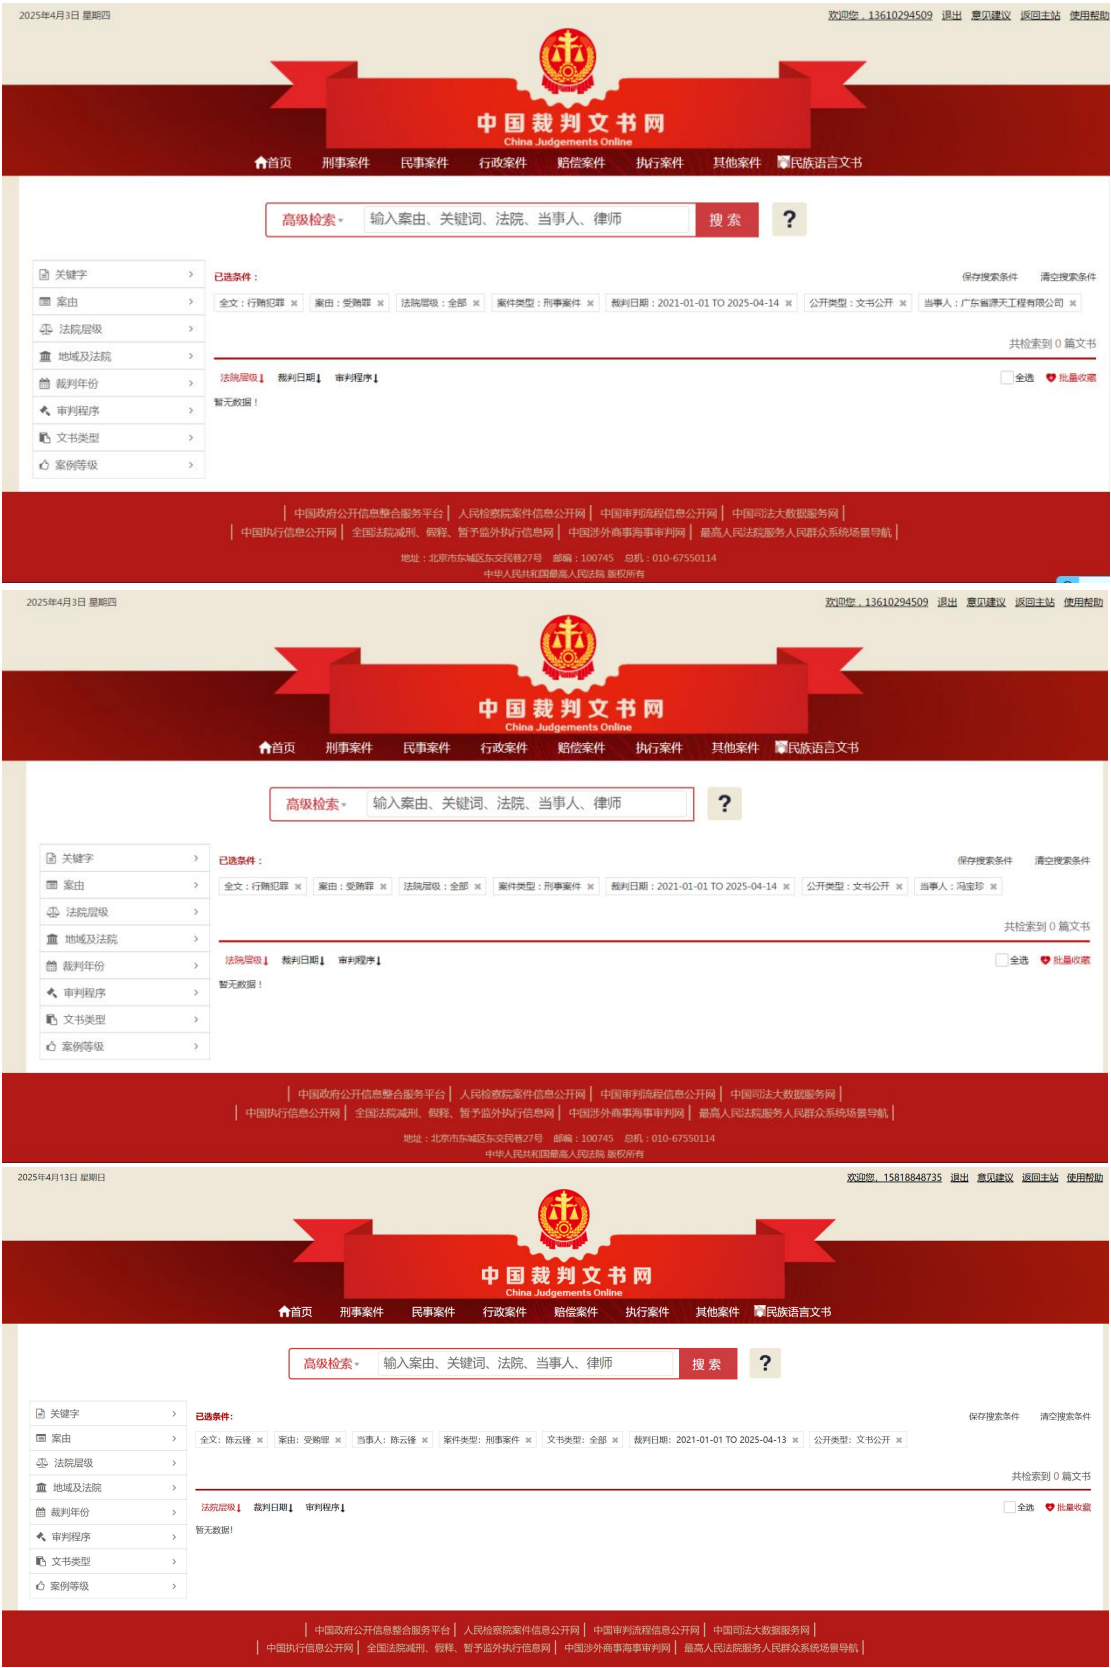 2025年4月3日 星期四
欢迎您，13610294509 退出 意见建议 返回主站 使用帮助
中国裁判文书网
China Judgements Online
首页 刑事案件 民事案件 行政案件 赔偿案件 执行案件 其他案件 民族语言文书
高级检索 输入案由、关键词、法院、当事人、律师 搜索 ?
关键字
案由
法院层级
地域及法院
裁判年份
审判程序
文书类型
案例等级
已选条件： 保存搜索条件 清空搜索条件
全文：行贿犯罪 × 案由：受贿罪 × 法院层级：全部 × 案件类型：刑事案件 × 裁判日期：2021-01-01 TO 2025-04-14 × 公开类型：文书公开 × 当事人：广东省源天工程有限公司 ×
共检索到 0 篇文书
法院层级 裁判日期 审判程序 全选 批量收藏
暂无数据！
中国政府公开信息整合服务平台 | 人民检察院案件信息公开网 | 中国审判流程信息公开网 | 中国司法大数据服务网 |
中国执行信息公开网 | 全国法院减刑、假释、暂予监外执行信息网 | 中国涉外商事海事审判网 | 最高人民法院服务人民群众系统场景导航 |
地址：北京市东城区东交民巷27号 邮编：100745 总机：010-67550114
中华人民共和国最高人民法院 版权所有
2025年4月3日 星期四
欢迎您，13610294509 退出 意见建议 返回主站 使用帮助
中国裁判文书网
China Judgements Online
首页 刑事案件 民事案件 行政案件 赔偿案件 执行案件 其他案件 民族语言文书
高级检索 输入案由、关键词、法院、当事人、律师 ?
关键字
案由
法院层级
地域及法院
裁判年份
审判程序
文书类型
案例等级
已选条件： 保存搜索条件 清空搜索条件
全文：行贿犯罪 × 案由：受贿罪 × 法院层级：全部 × 案件类型：刑事案件 × 裁判日期：2021-01-01 TO 2025-04-14 × 公开类型：文书公开 × 当事人：冯宝珍 ×
共检索到 0 篇文书
法院层级 裁判日期 审判程序 全选 批量收藏
暂无数据！
中国政府公开信息整合服务平台 | 人民检察院案件信息公开网 | 中国审判流程信息公开网 | 中国司法大数据服务网 |
中国执行信息公开网 | 全国法院减刑、假释、暂予监外执行信息网 | 中国涉外商事海事审判网 | 最高人民法院服务人民群众系统场景导航 |
地址：北京市东城区东交民巷27号 邮编：100745 总机：010-67550114
中华人民共和国最高人民法院 版权所有
2025年4月13日 星期日
欢迎您，15818848735 退出 意见建议 返回主站 使用帮助
中国裁判文书网
China Judgements Online
首页 刑事案件 民事案件 行政案件 赔偿案件 执行案件 其他案件 民族语言文书
高级检索 输入案由、关键词、法院、当事人、律师 搜索 ?
关键字
案由
法院层级
地域及法院
裁判年份
审判程序
文书类型
案例等级
已选条件： 保存搜索条件 清空搜索条件
全文：陈云锋 × 案由：受贿罪 × 当事人：陈云锋 × 案件类型：刑事案件 × 文书类型：全部 × 裁判日期：2021-01-01 TO 2025-04-13 × 公开类型：文书公开 ×
共检索到 0 篇文书
法院层级 裁判日期 审判程序 全选 批量收藏
暂无数据!
中国政府公开信息整合服务平台 | 人民检察院案件信息公开网 | 中国审判流程信息公开网 | 中国司法大数据服务网 |
中国执行信息公开网 | 全国法院减刑、假释、暂予监外执行信息网 | 中国涉外商事海事审判网 | 最高人民法院服务人民群众系统场景导航 |